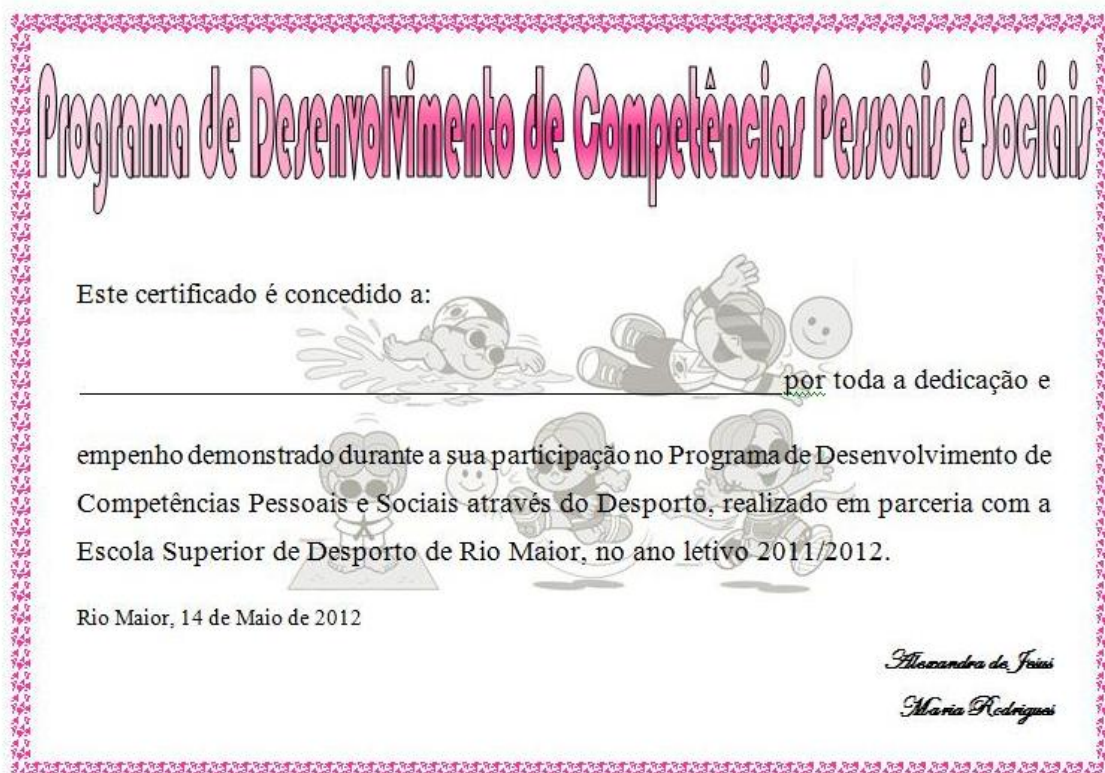 Programa de Desenvolvimento de Competências Pessoais e Sociais
Este certificado é concedido a:
por toda a dedicação e
empenho demonstrado durante a sua participação no Programa de Desenvolvimento de
Competências Pessoais e Sociais através do Desporto, realizado em parceria com a
Escola Superior de Desporto de Rio Maior, no ano letivo 2011/2012.
Rio Maior, 14 de Maio de 2012
Alexandra de Jesus
Maria Rodrigues